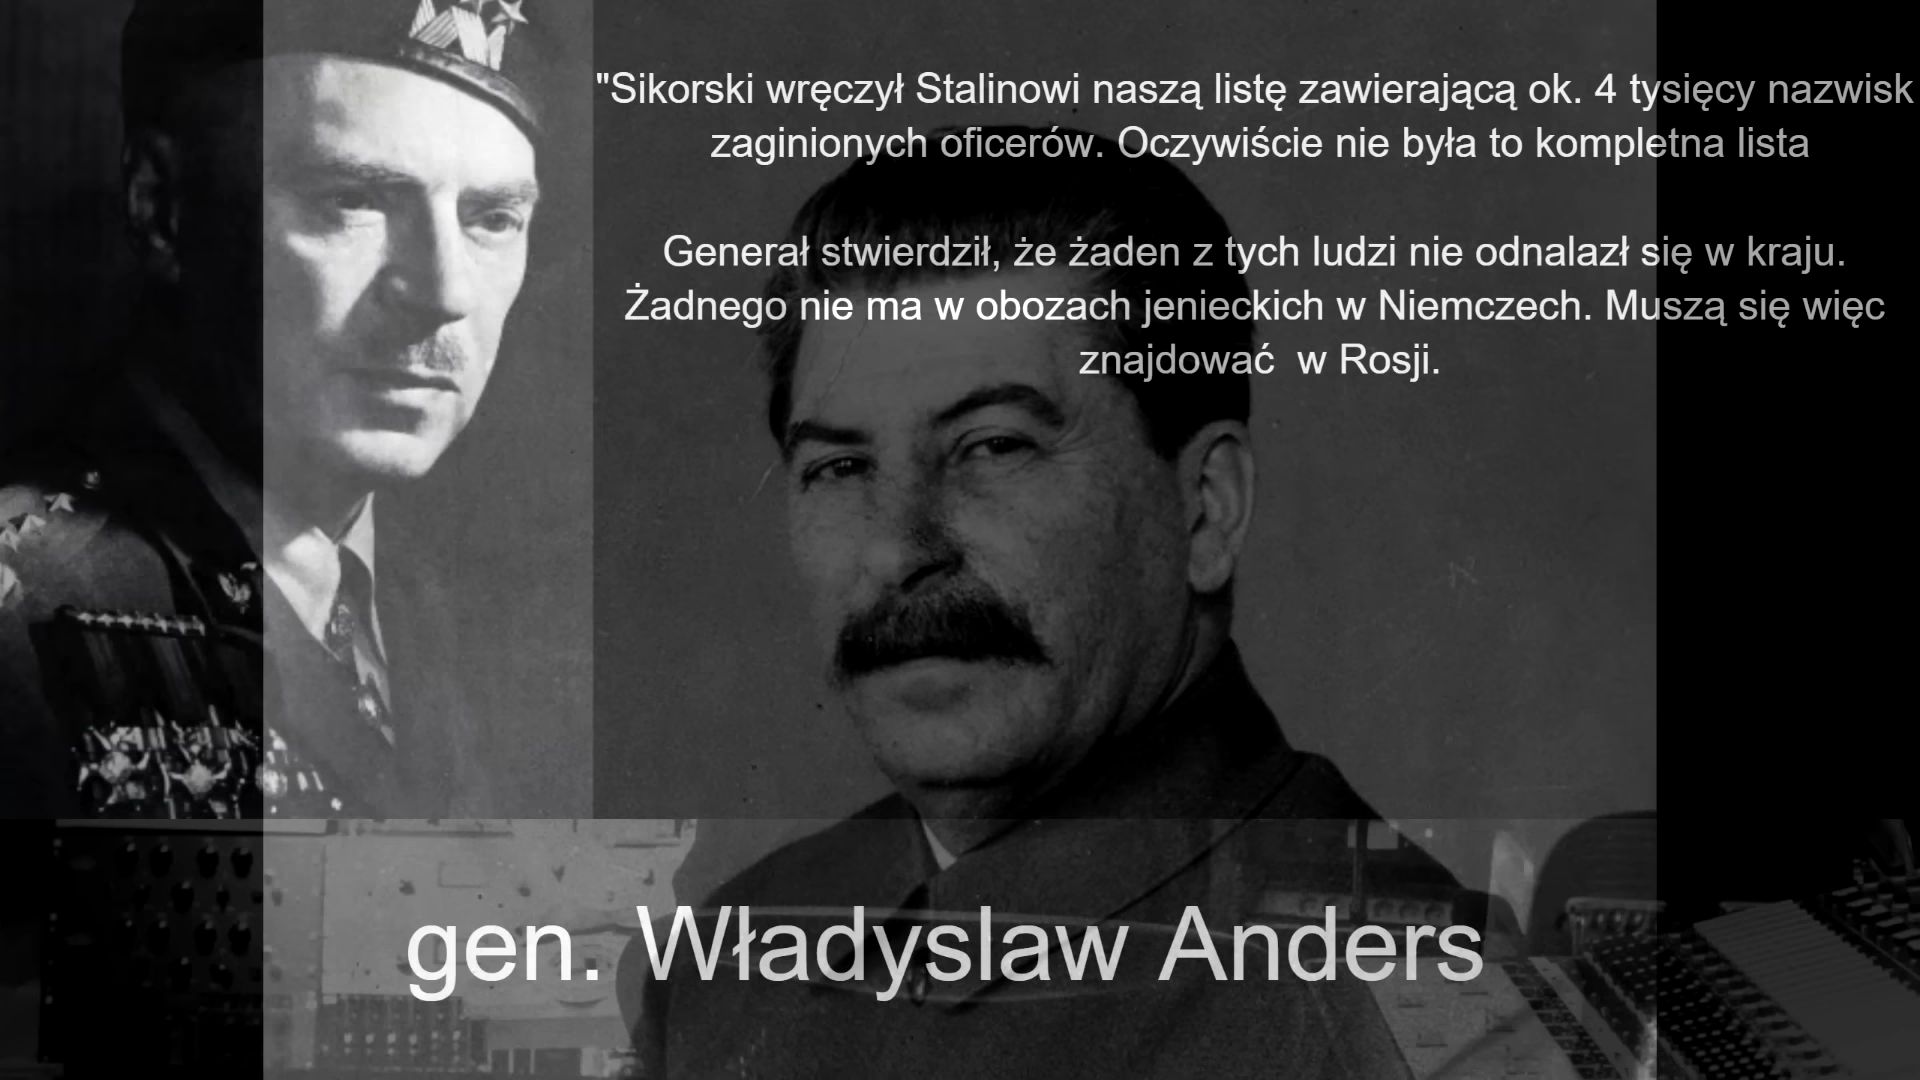 "Sikorski wręczył Stalinowi naszą listę zawierającą ok. 4 tysięcy nazwisk
zaginionych oficerów. Oczywiście nie była to kompletna lista
Generał stwierdził, że żaden z tych ludzi nie odnalazł się w kraju.
Żadnego nie ma w obozach jenieckich w Niemczech. Muszą się więc
znajdować  w Rosji.
gen. Władyslaw Anders